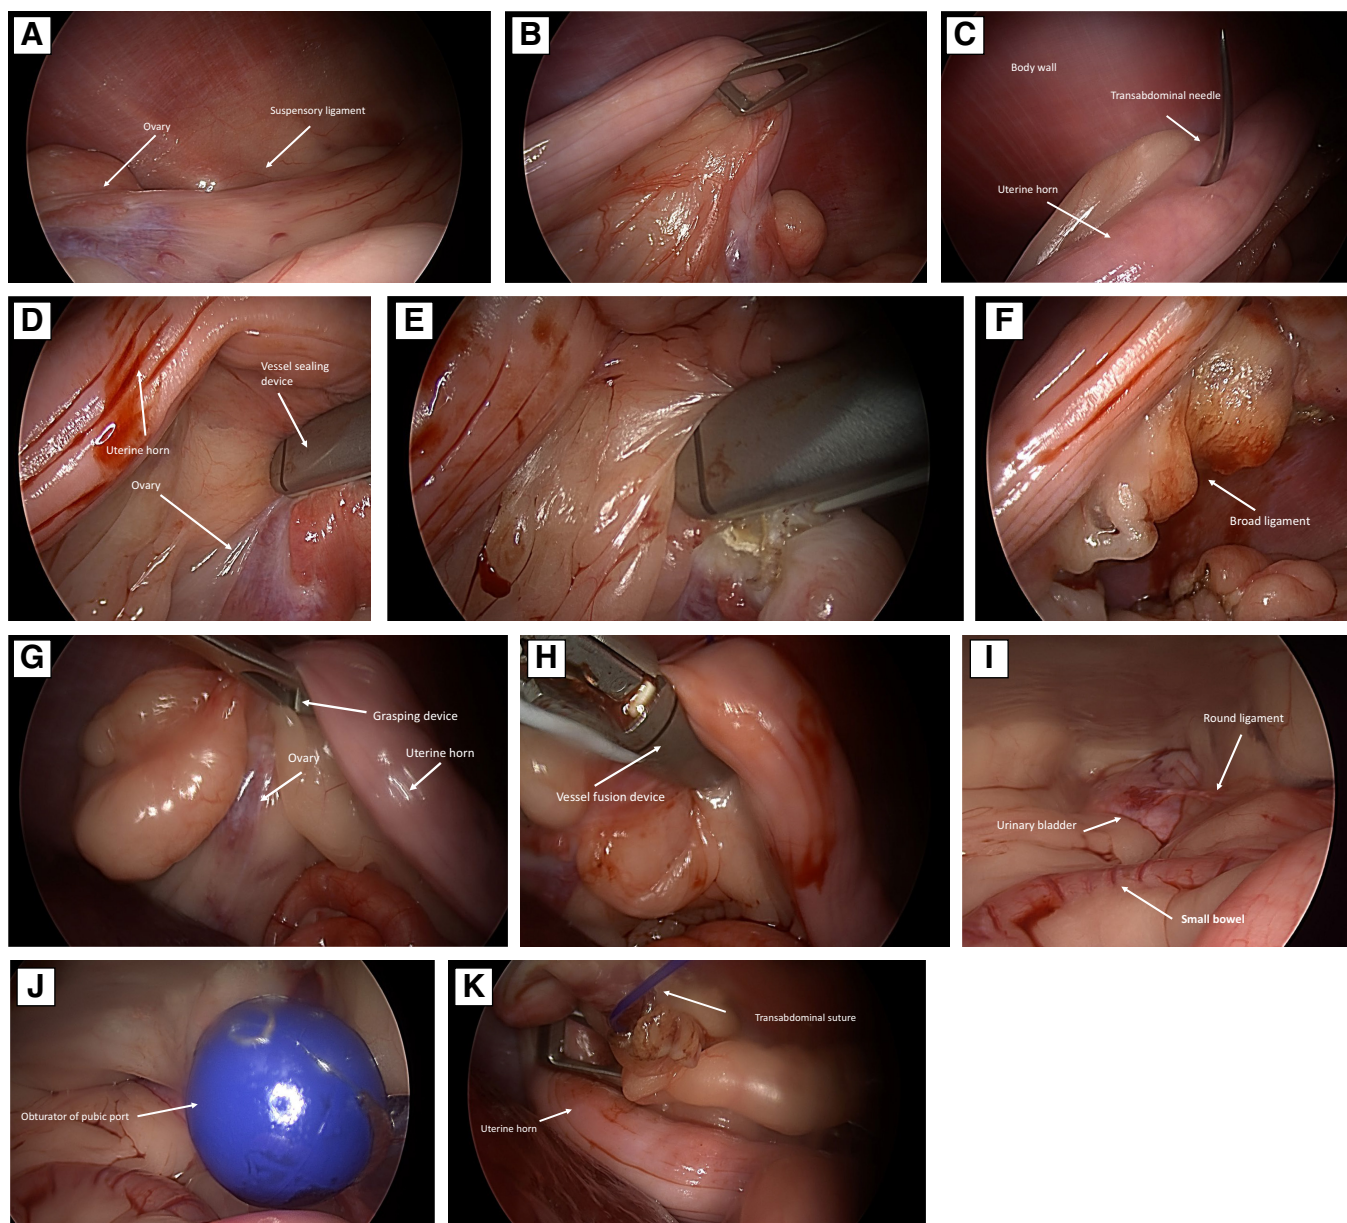 A
Ovary
Suspensory ligament
B
C
Body wall
Transabdominal needle
Uterine horn
D
Vessel sealing
device
Uterine horn
Ovary
E
F
Broad ligament
G
Grasping device
Ovary
Uterine horn
H
Vessel fusion device
I
Round ligament
Urinary bladder
Small bowel
J
Obturator of pubic port
K
Transabdominal suture
Uterine horn